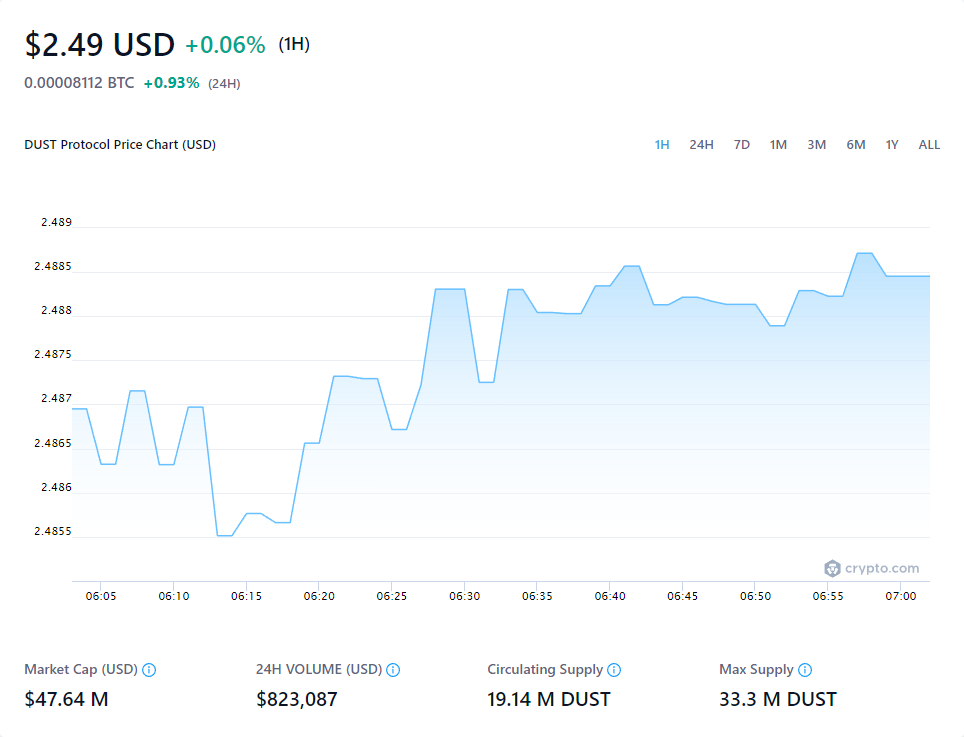 $2.49 USD +0.06% (1H)
0.00008112 BTC +0.93% (24H)
DUST Protocol Price Chart (USD)
1H 24H 7D 1M 3M 6M 1Y ALL
2.489
2.4885
2.488
2.4875
2.487
2.4865
2.486
2.4855
crypto.com
06:05 06:10 06:15 06:20 06:25 06:30 06:35 06:40 06:45 06:50 06:55 07:00
Market Cap (USD) 24H VOLUME (USD) Circulating Supply Max Supply
$47.64 M $823,087 19.14 M DUST 33.3 M DUST